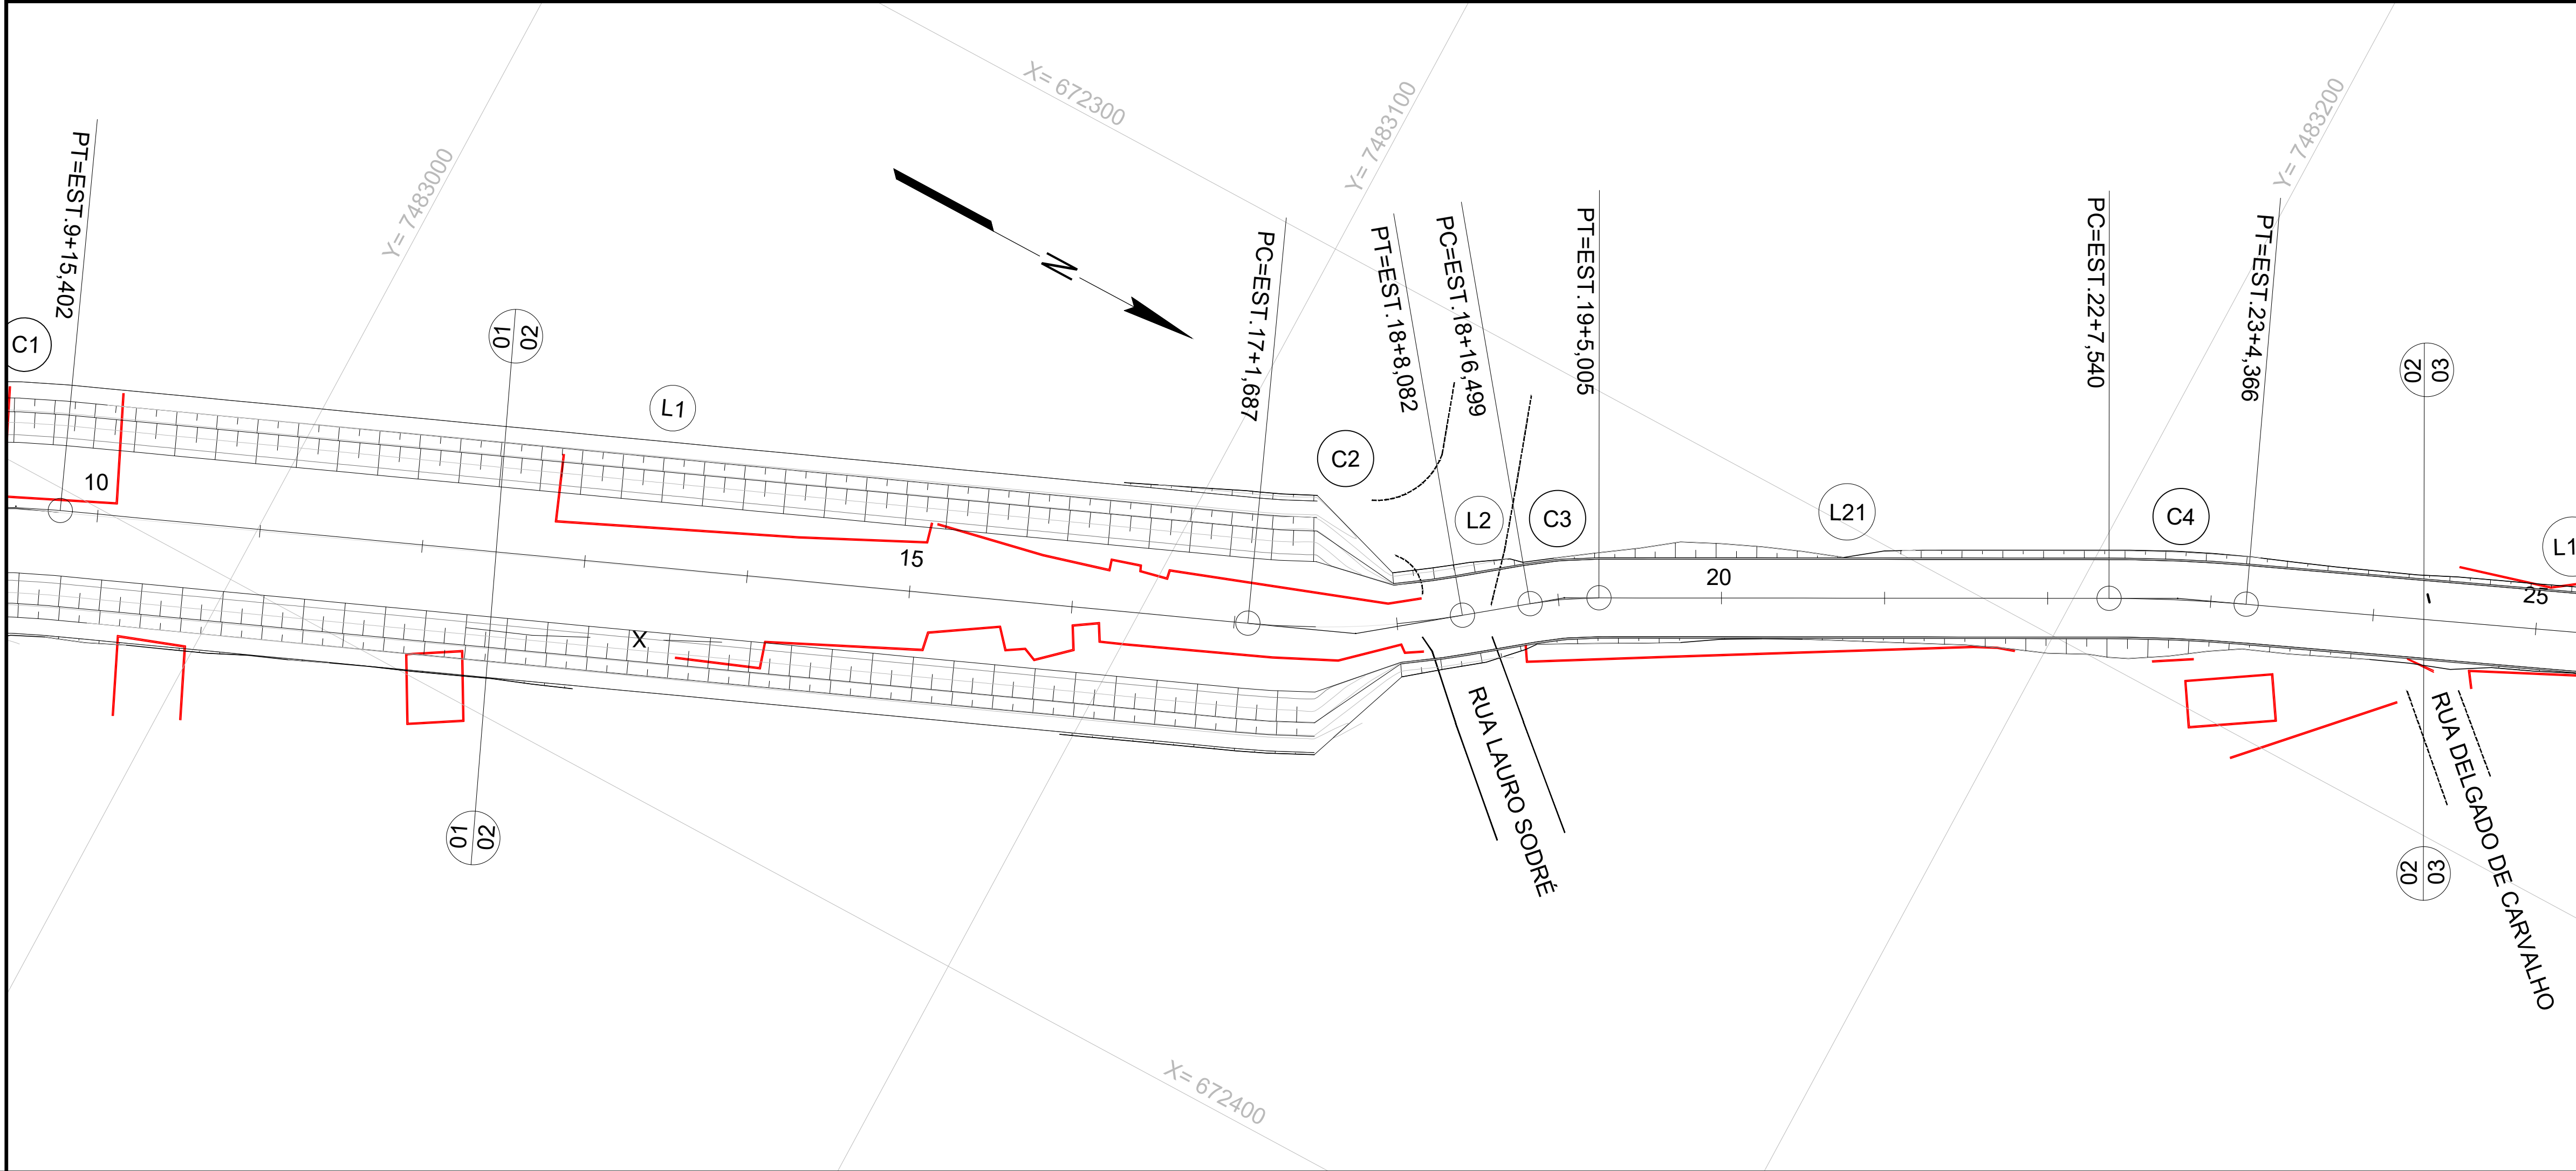 X= 672300
Y= 7483100
Y= 7483200
Y= 7483000
PT=EST.9+15,402
PC=EST.17+1,687
PT=EST.18+8,082
PC=EST.18+16,499
PT=EST.19+5,005
PC=EST.22+7,540
PT=EST.23+4,366
N
C1
01
02
L1
C2
L2
C3
L21
C4
02
03
L1
10
15
20
25
X
RUA LAURO SODRÉ
RUA DELGADO DE CARVALHO
01
02
02
03
X= 672400